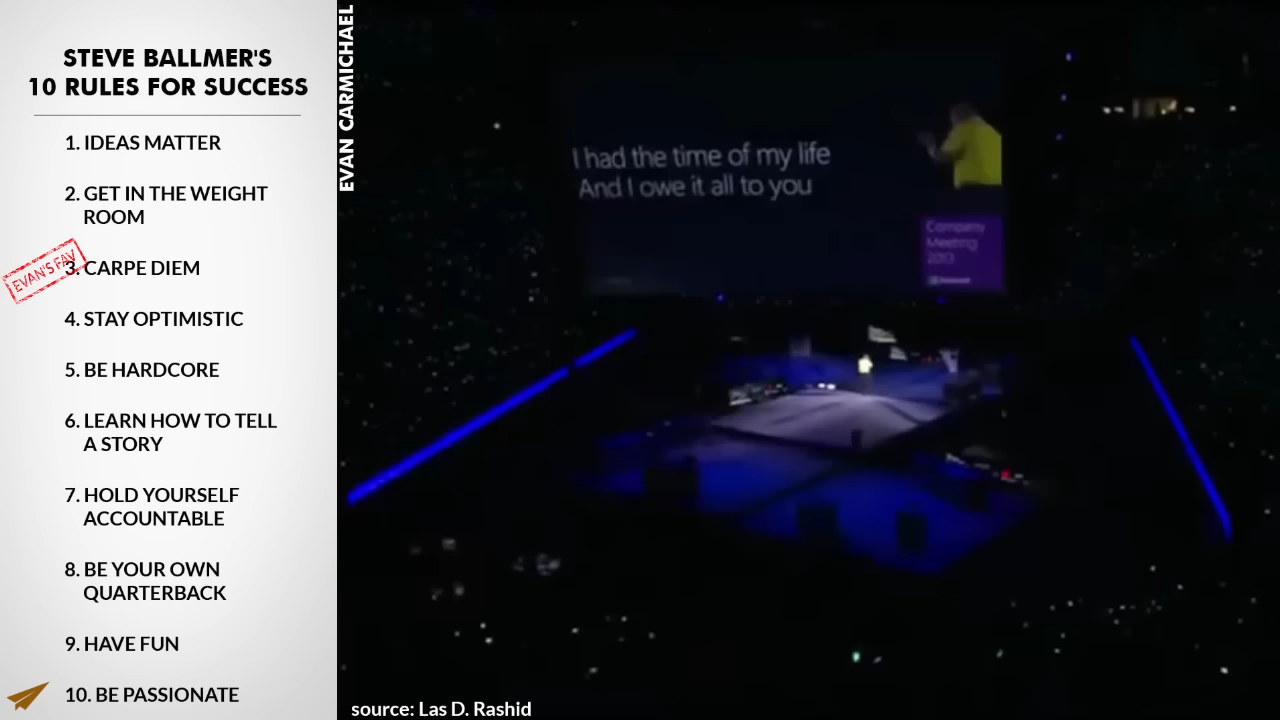 STEVE BALLMER'S
10 RULES FOR SUCCESS
1. IDEAS MATTER
2. GET IN THE WEIGHT
ROOM
EVAN'S FAV
3. CARPE DIEM
4. STAY OPTIMISTIC
5. BE HARDCORE
6. LEARN HOW TO TELL
A STORY
7. HOLD YOURSELF
ACCOUNTABLE
8. BE YOUR OWN
QUARTERBACK
9. HAVE FUN
10. BE PASSIONATE
EVAN CARMICHAEL
I had the time of my life
And I owe it all to you
Company
Meeting
2013
source: Las D. Rashid